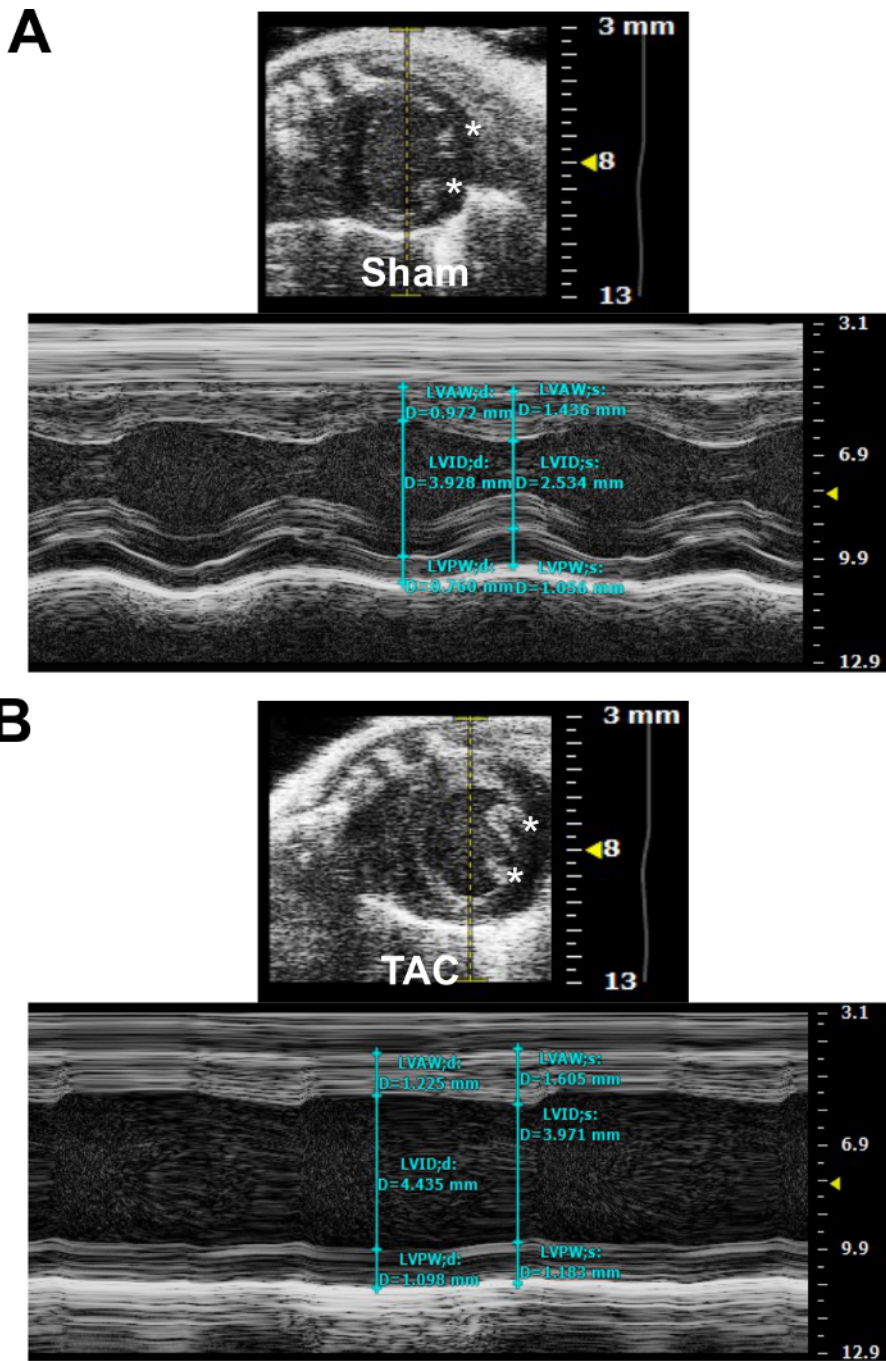 A
3 mm
*
8
*
Sham
13
3.1
LVAW;d:
D=0.972 mm
LVAW;s:
D=1.436 mm
6.9
LVID;d:
D=3.928 mm
LVID;s:
D=2.534 mm
9.9
LVPW;d:
D=0.760 mm
LVPW;s:
D=1.056 mm
12.9
B
3 mm
*
8
*
TAC
13
3.1
LVAW;d:
D=1.225 mm
LVAW;s:
D=1.605 mm
LVID;s:
D=3.971 mm
6.9
LVID;d:
D=4.435 mm
9.9
LVPW;d:
D=1.098 mm
LVPW;s:
D=1.183 mm
12.9